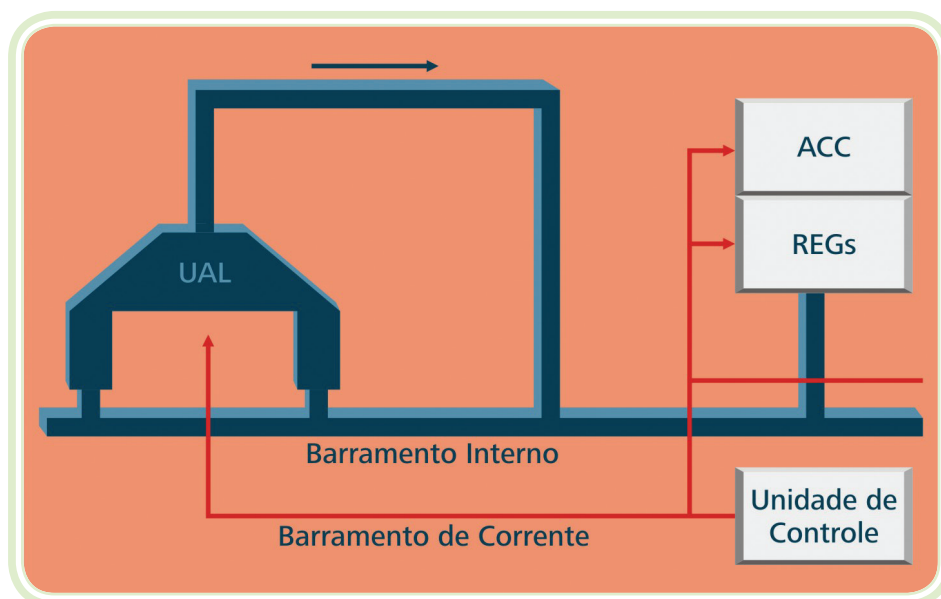 ACC
REGs
UAL
Barramento Interno
Barramento de Corrente
Unidade de
Controle